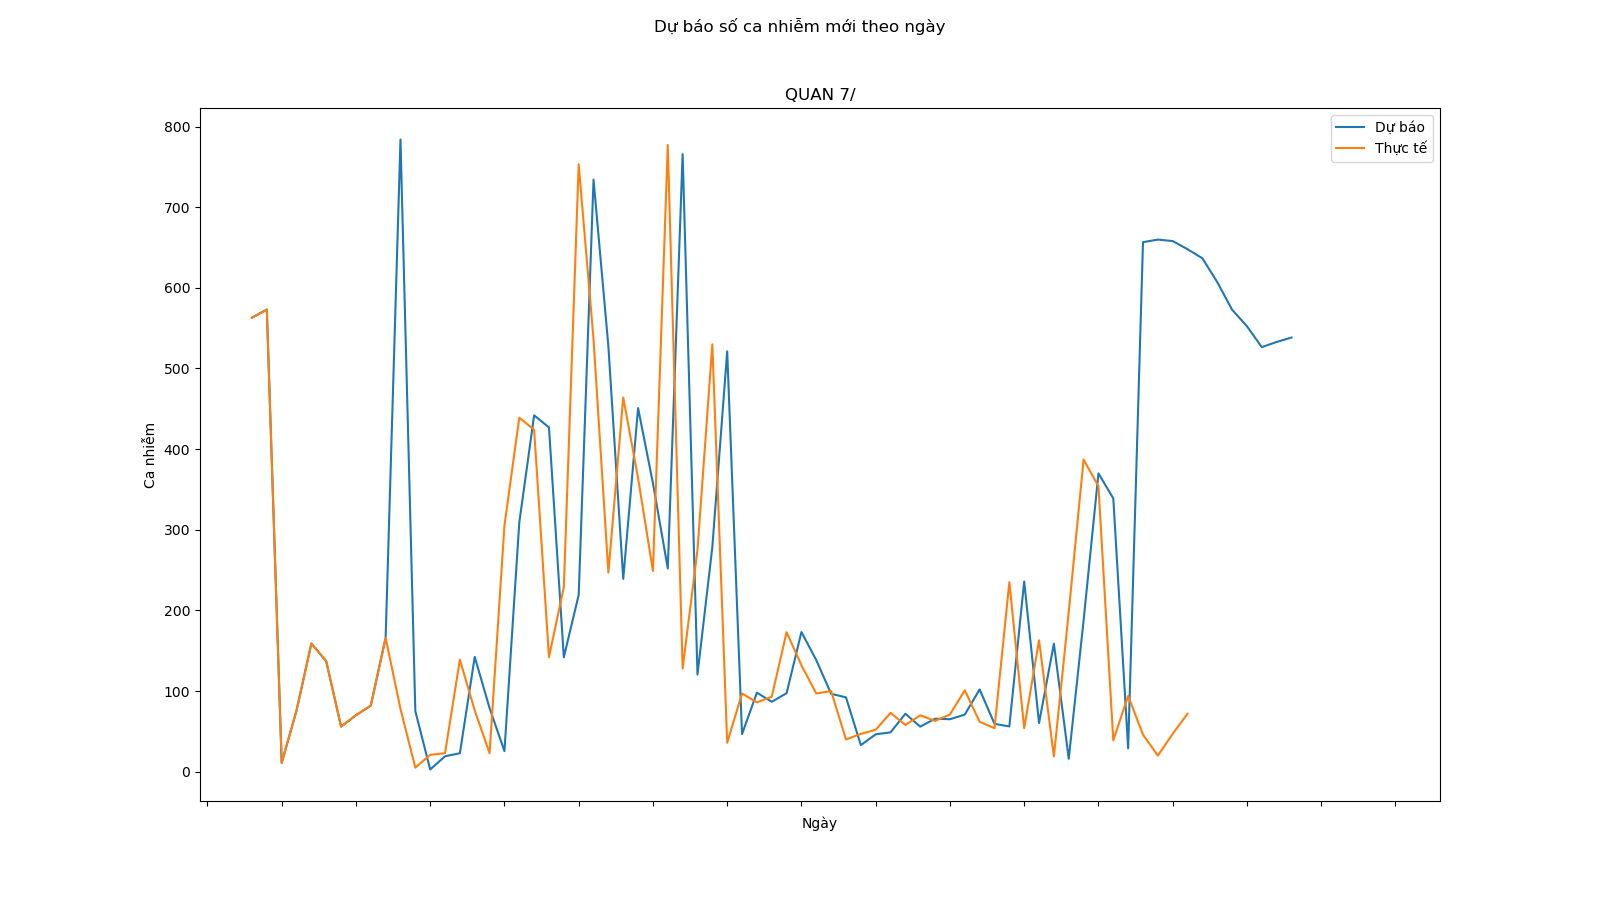 Dự báo số ca nhiễm mới theo ngày
QUAN 7/
800
700
600
500
400
300
200
100
0
Ca nhiễm
Ngày
Dự báo
Thực tế